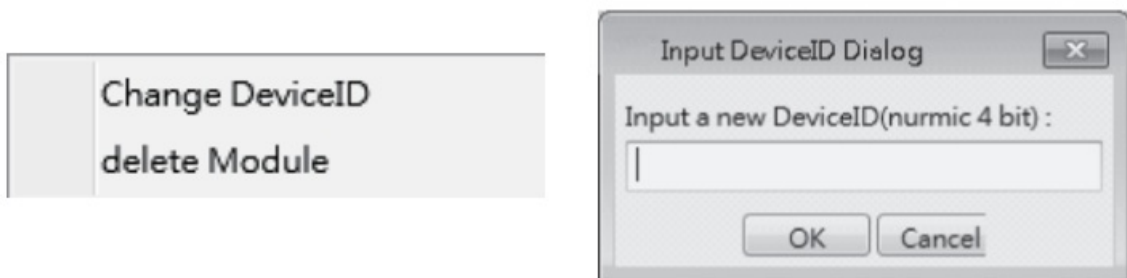 Change DeviceID
delete Module
Input DeviceID Dialog
Input a new DeviceID(nurmic 4 bit) :
OK
Cancel